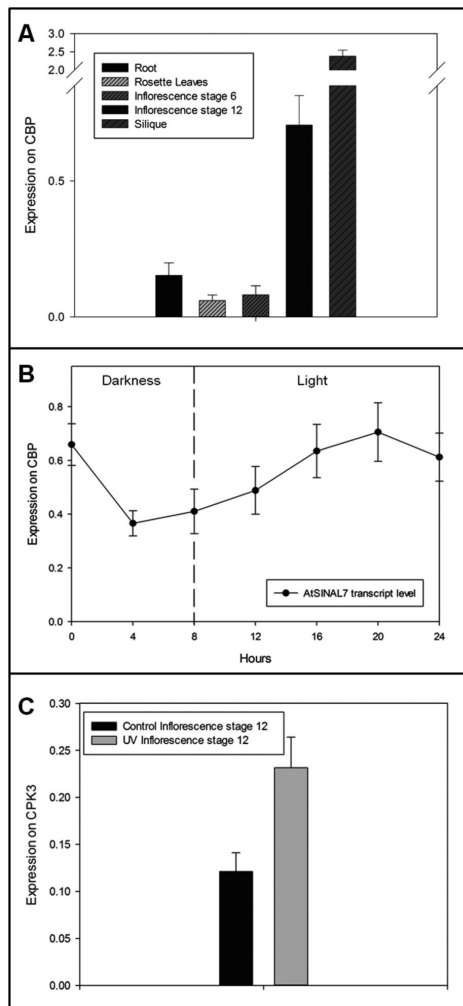 A
3.0
2.5
2.0
0.5
0.0
Expression on CBP
Root
Rosette Leaves
Inflorescence stage 6
Inflorescence stage 12
Silique
B
Darkness
Light
0.8
0.6
0.4
0.2
0.0
Expression on CBP
AtSINAL7 transcript level
0 4 8 12 16 20 24
Hours
C
0.30
0.25
0.20
0.15
0.10
0.05
0.00
Expression on CPK3
Control Inflorescence stage 12
UV Inflorescence stage 12